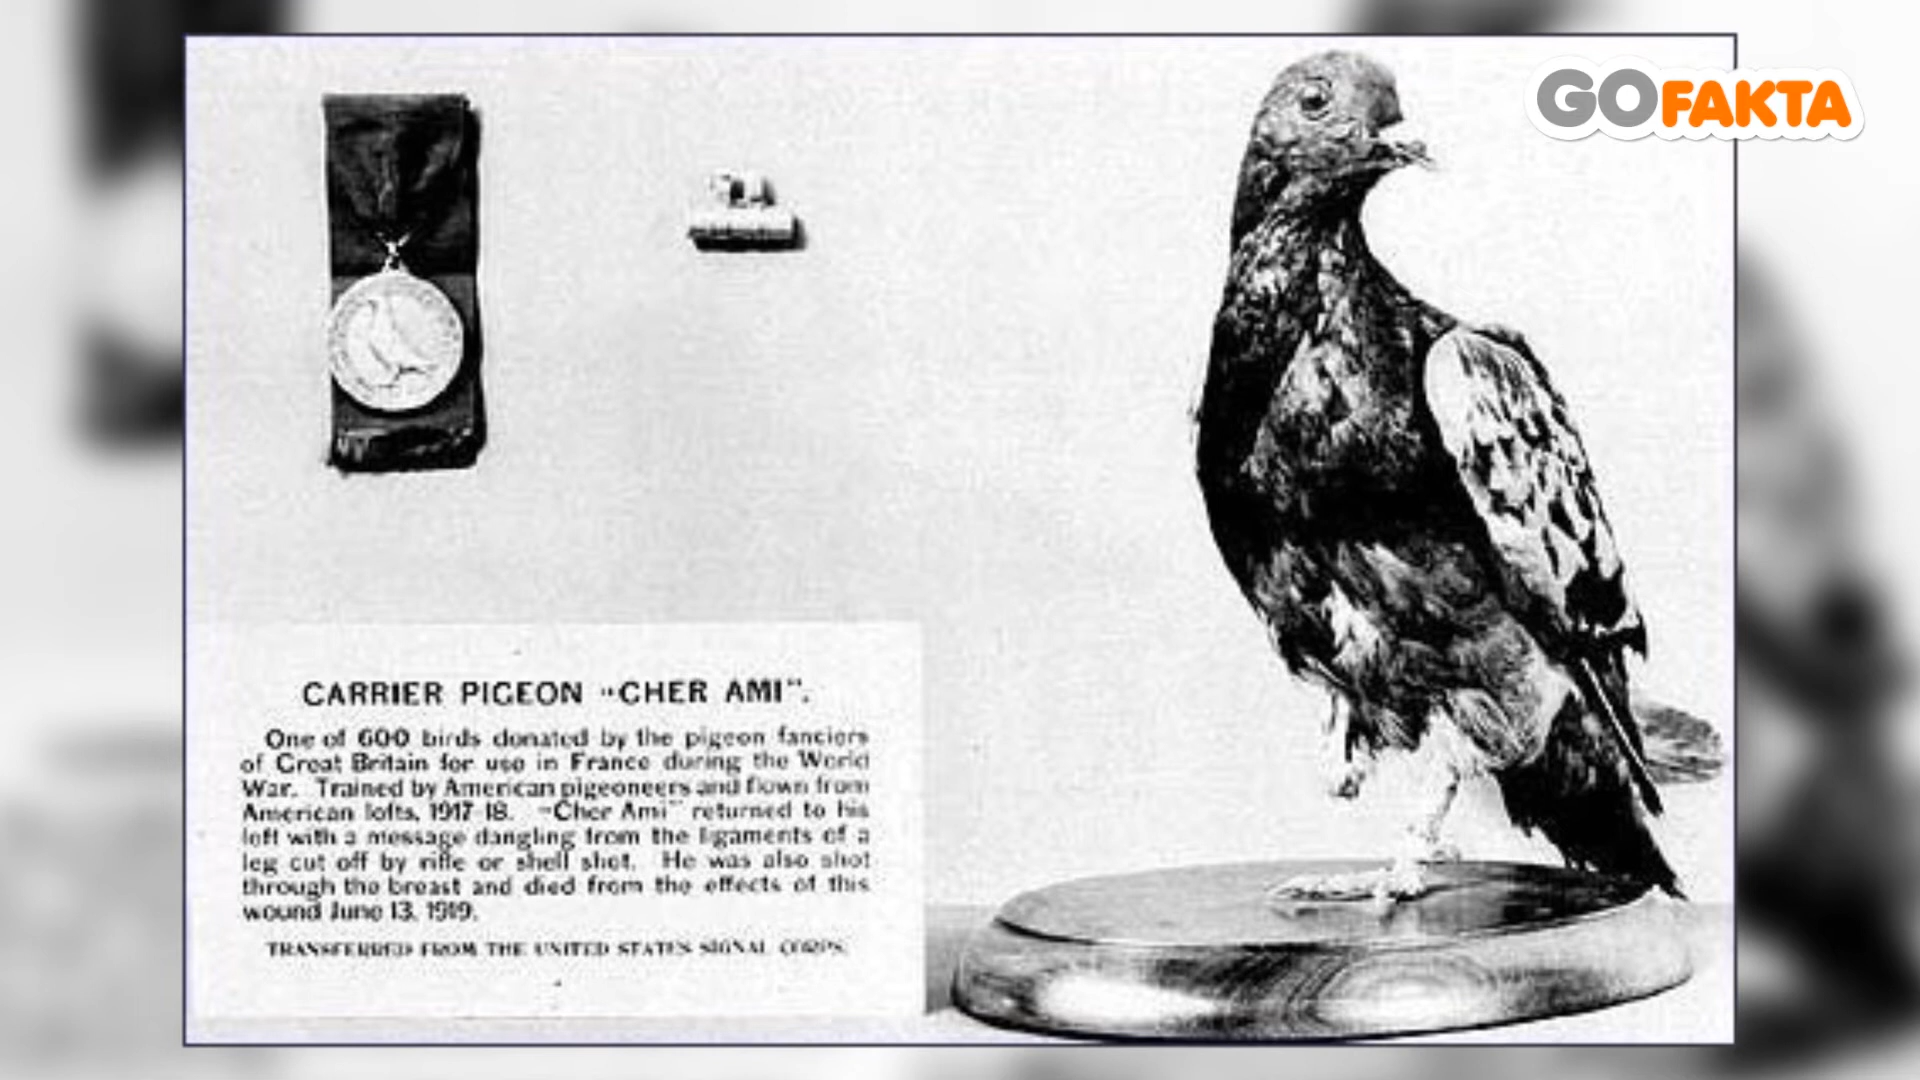 GOFAKTA
CARRIER PIGEON "CHER AMI".
One of 600 birds donated by the pigeon fanciers
of Great Britain for use in France during the World
War. Trained by American pigeoneers and flown from
American lofts, 1917-18. "Cher Ami" returned to his
loft with a message dangling from the ligaments of a
leg cut off by rifle or shell shot. He was also shot
through the breast and died from the effects of this
wound June 13, 1919.
TRANSFERRED FROM THE UNITED STATES SIGNAL CORPS.